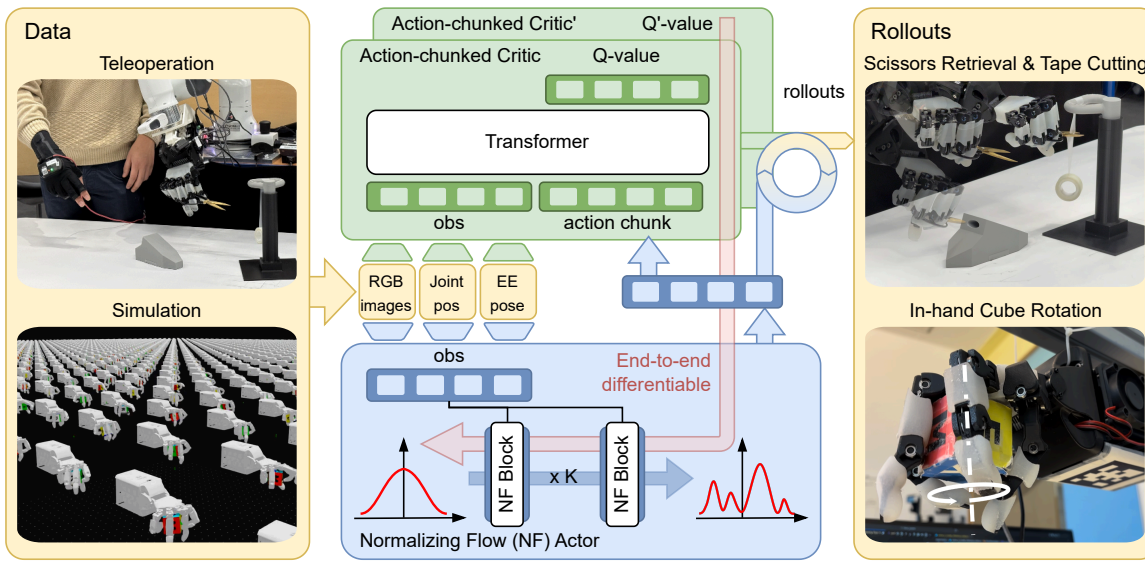 Data
Teleoperation
Simulation
Action-chunked Critic'
Q'-value
Action-chunked Critic
Q-value
Transformer
obs
action chunk
RGB
images
Joint
pos
EE
pose
obs
End-to-end
differentiable
NF Block
x K
NF Block
Normalizing Flow (NF) Actor
rollouts
Rollouts
Scissors Retrieval & Tape Cutting
In-hand Cube Rotation